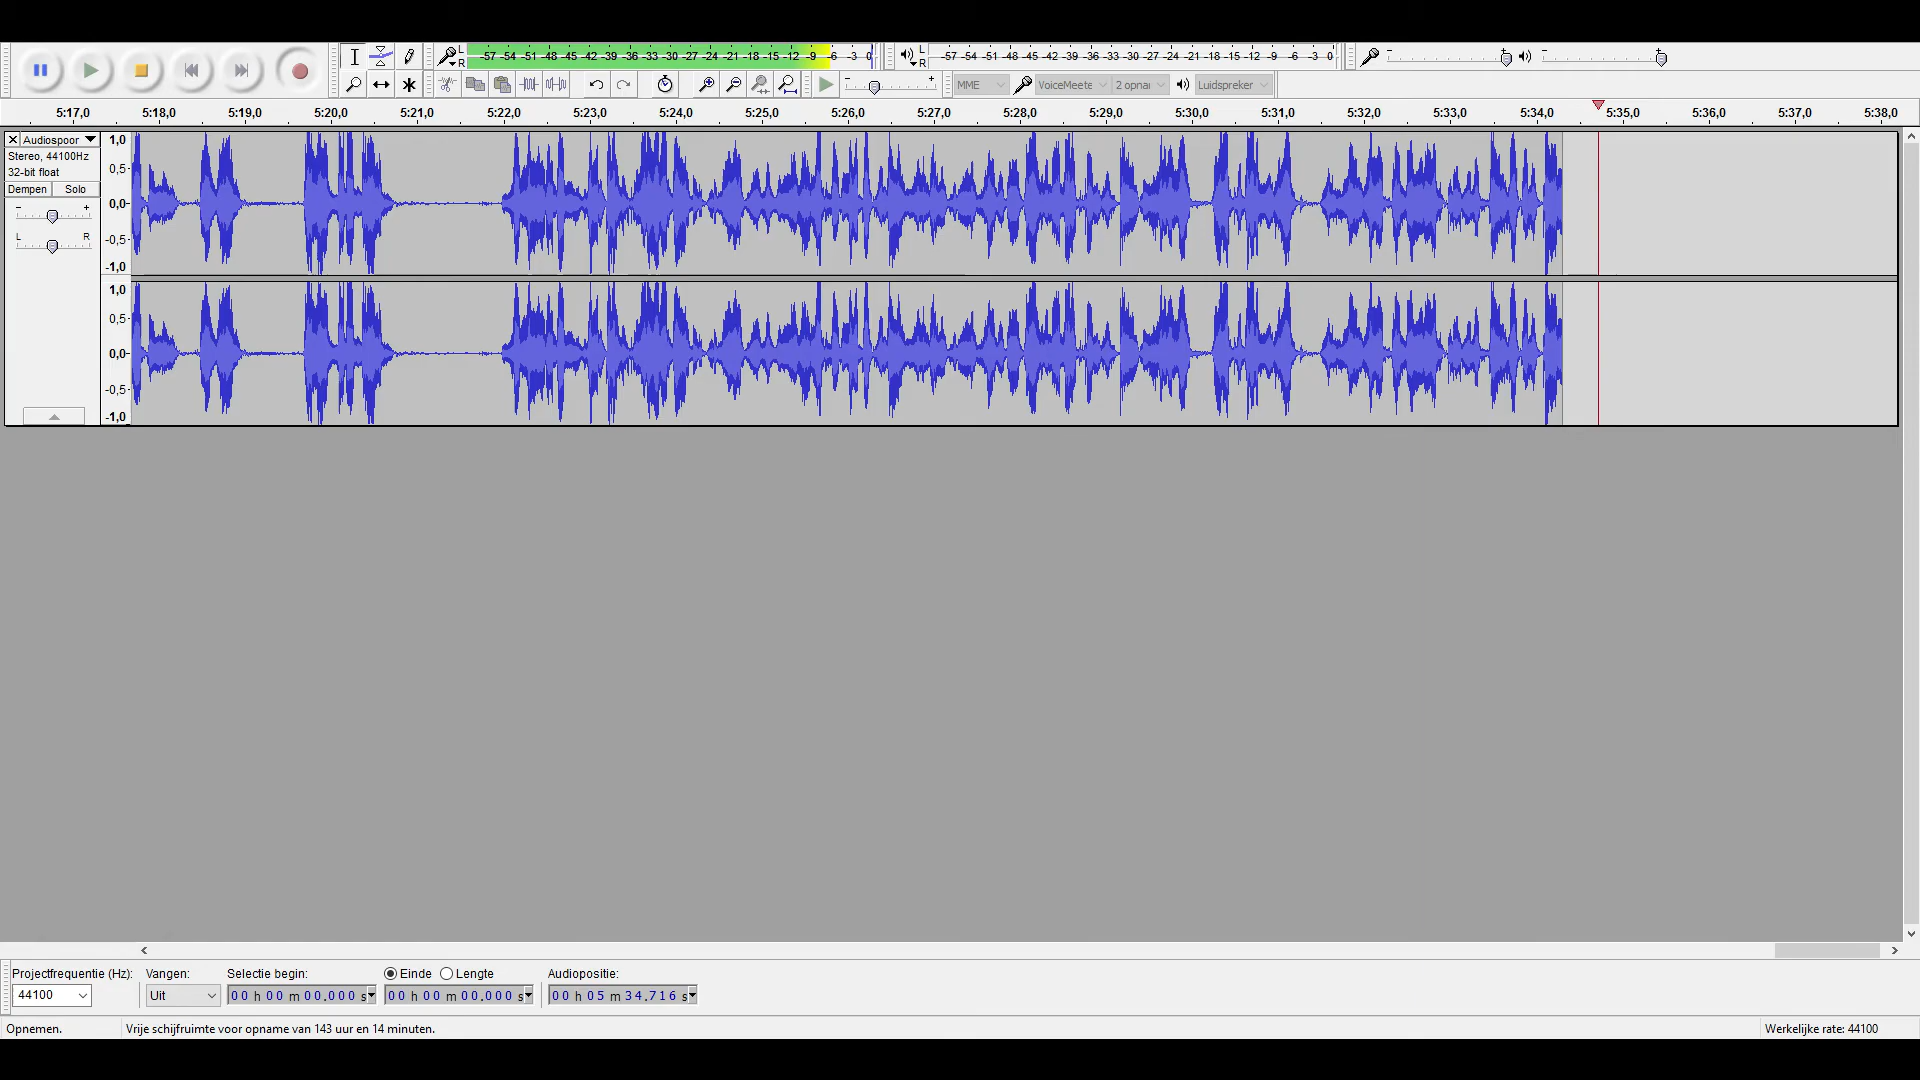 L
R
-57 -54 -51 -48 -45 -42 -39 -36 -33 -30 -27 -24 -21 -18 -15 -12 -9 -6 -3 0
L
R
-57 -54 -51 -48 -45 -42 -39 -36 -33 -30 -27 -24 -21 -18 -15 -12 -9 -6 -3 0
- +
- +
- +
MME
VoiceMeete
2 opnar
Luidspreker
5:17,0 5:18,0 5:19,0 5:20,0 5:21,0 5:22,0 5:23,0 5:24,0 5:25,0 5:26,0 5:27,0 5:28,0 5:29,0 5:30,0 5:31,0 5:32,0 5:33,0 5:34,0 5:35,0 5:36,0 5:37,0 5:38,0
Audiospoor
Stereo, 44100Hz
32-bit float
Dempen Solo
- +
L R
1,0
0,5-
0,0-
-0,5-
-1,0
1,0
0,5-
0,0-
-0,5-
-1,0
Projectfrequentie (Hz): Vangen: Selectie begin: Einde Lengte Audiopositie:
44100 Uit 00 h 00 m 00.000 s 00 h 00 m 00.000 s 00 h 05 m 34.716 s
Opnemen. Vrije schijfruimte voor opname van 143 uur en 14 minuten. Werkelijke rate: 44100